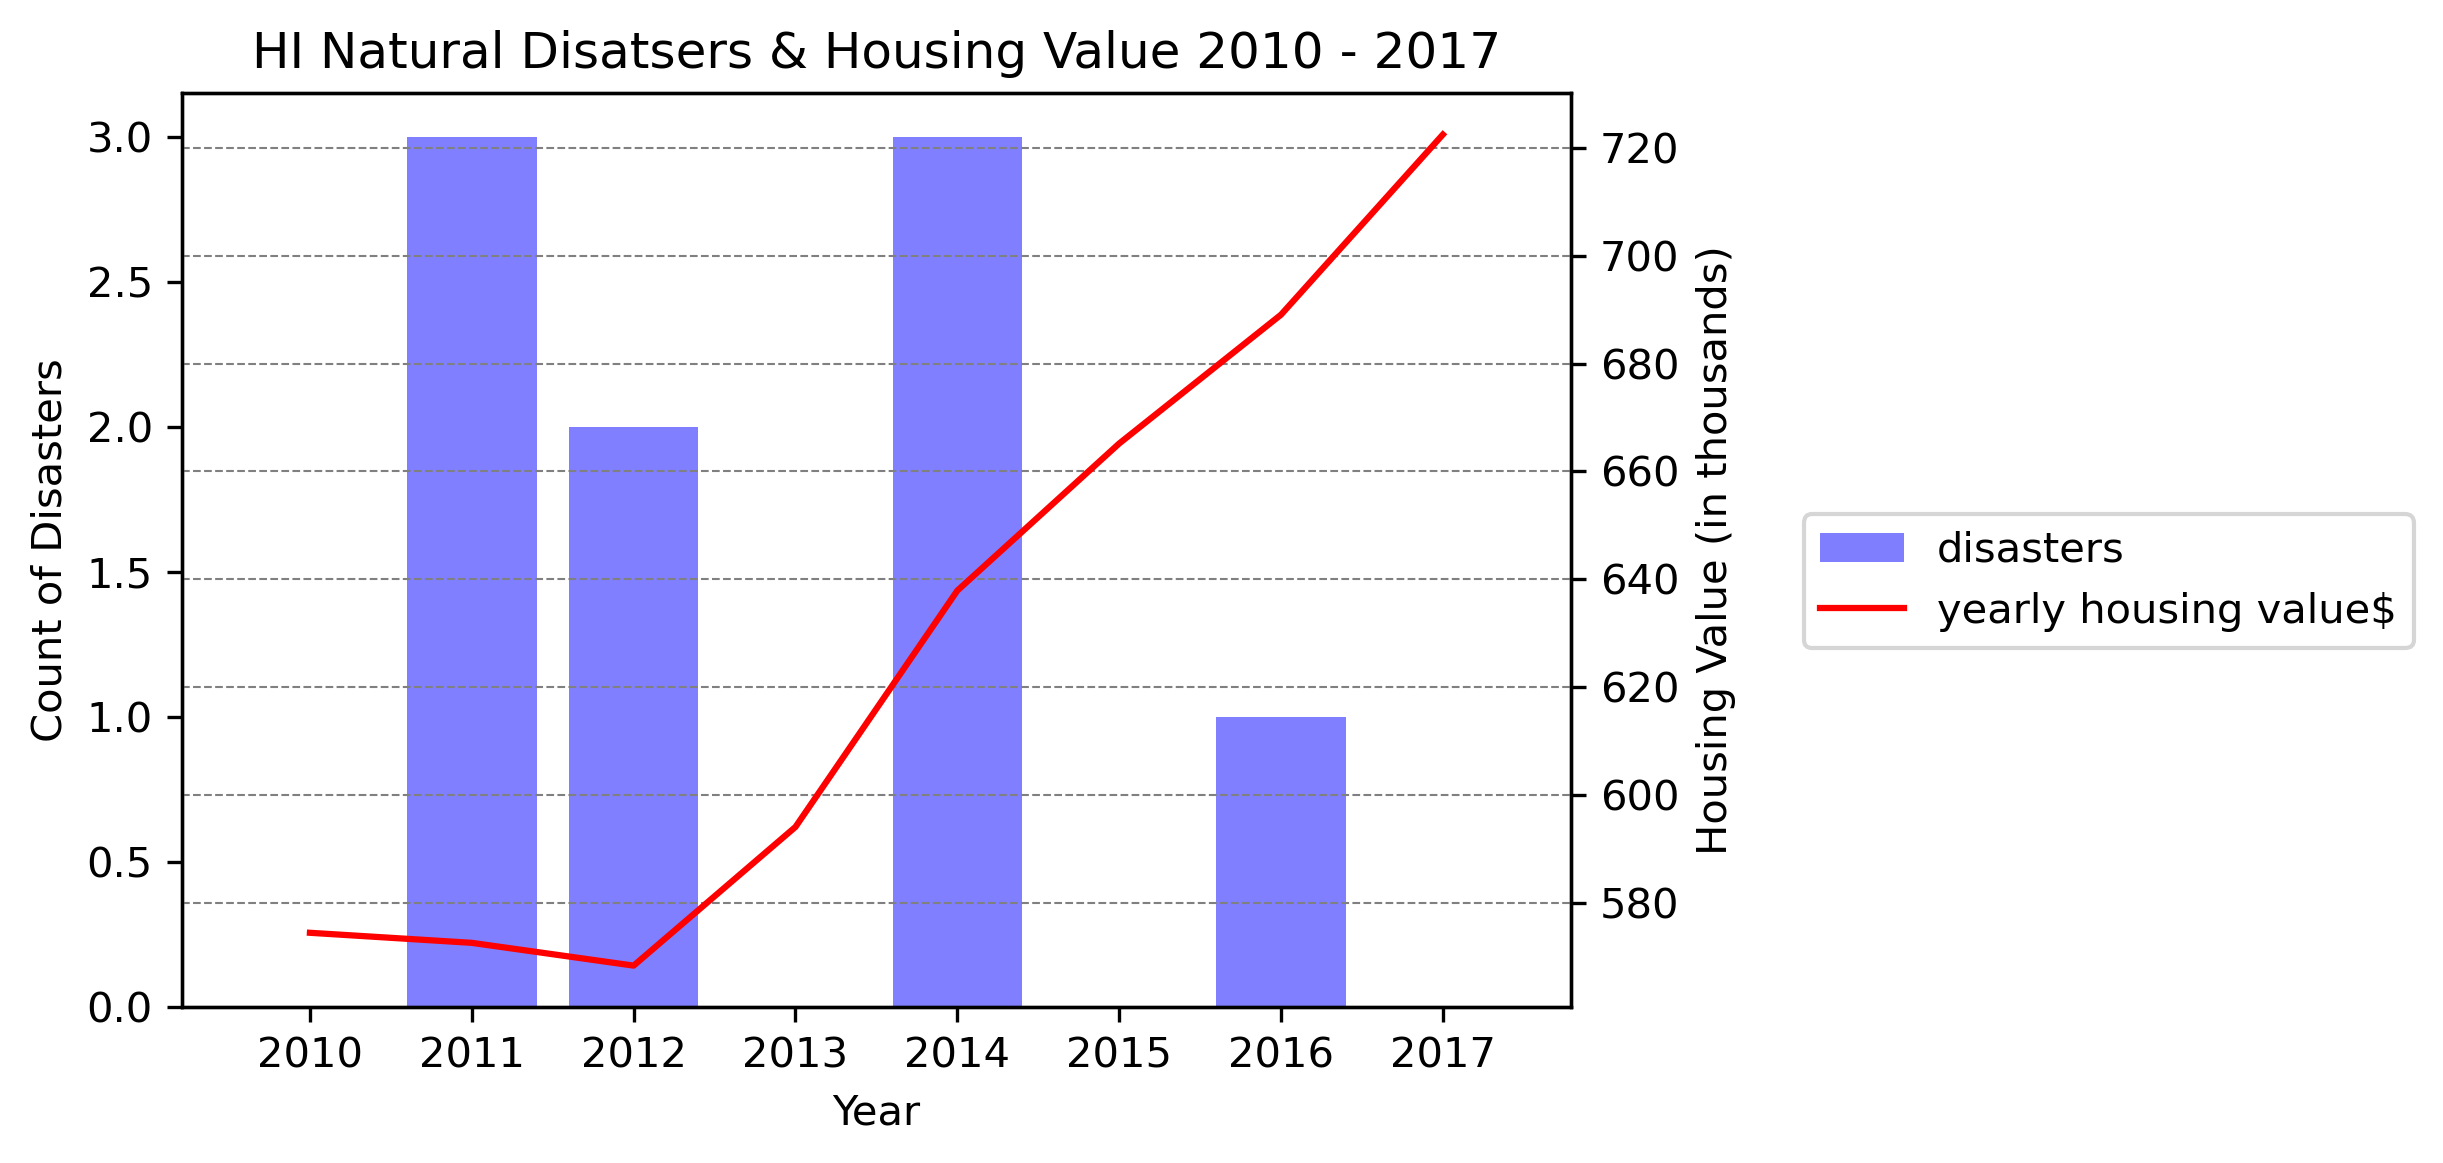 HI Natural Disatsers & Housing Value 2010 - 2017
3.0
2.5
2.0
1.5
1.0
0.5
0.0
Count of Disasters
720
700
680
660
640
620
600
580
Housing Value (in thousands)
2010 2011 2012 2013 2014 2015 2016 2017
Year
disasters
yearly housing value$